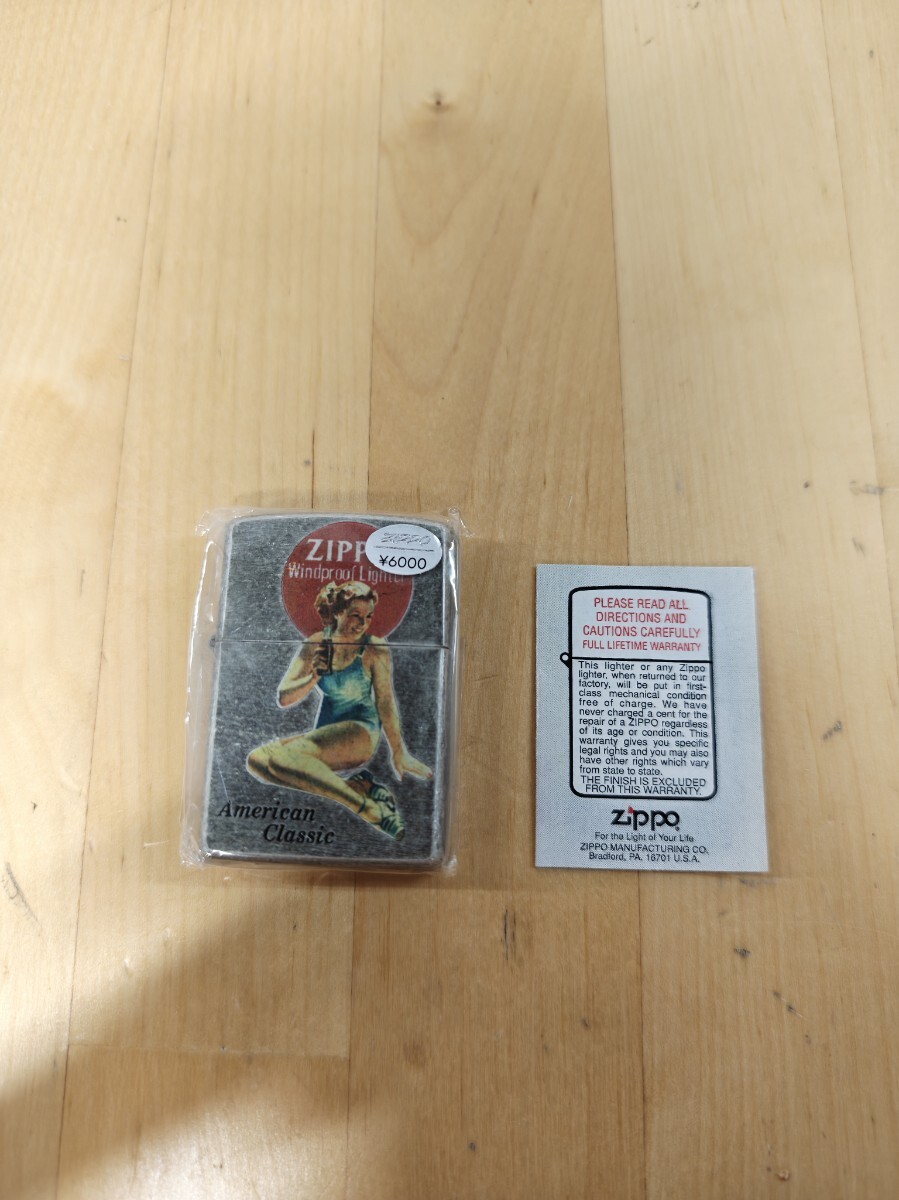 ZIPP
Windproof Lighter
ZIPPO
¥6000
American
Classic
PLEASE READ ALL
DIRECTIONS AND
CAUTIONS CAREFULLY
FULL LIFETIME WARRANTY
This lighter or any Zippo
lighter, when returned to our
factory, will be put in first-
class mechanical condition
free of charge. We have
never charged a cent for the
repair of a ZIPPO regardless
of its age or condition. This
warranty gives you specific
legal rights and you may also
have other rights which vary
from state to state.
THE FINISH IS EXCLUDED
FROM THIS WARRANTY.
zippo
For the Light of Your Life
ZIPPO MANUFACTURING CO.
Bradford, PA. 16701 U.S.A.